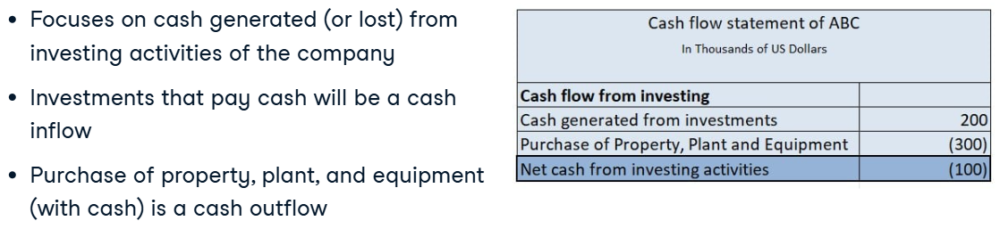 • Focuses on cash generated (or lost) from
investing activities of the company
• Investments that pay cash will be a cash
inflow
• Purchase of property, plant, and equipment
(with cash) is a cash outflow
Cash flow statement of ABC
In Thousands of US Dollars
Cash flow from investing
Cash generated from investments 200
Purchase of Property, Plant and Equipment (300)
Net cash from investing activities (100)